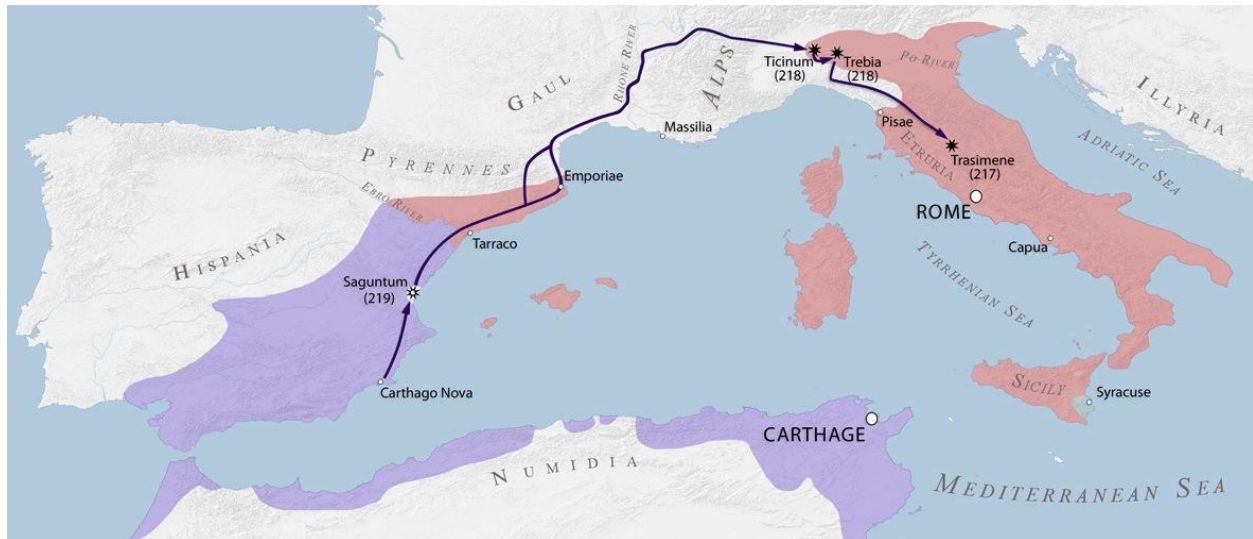 GAUL
RHONE RIVER
ALPS
Ticinum
(218)
Trebia
(218)
PO RIVER
ILLYRIA
PYRENNES
Massilia
Pisae
ETRURIA
Trasimene
(217)
ADRIATIC SEA
Emporiae
EBRO RIVER
ROME
Tarraco
Capua
HISPANIA
TYRRHENIAN SEA
Saguntum
(219)
Carthago Nova
SICILY
Syracuse
CARTHAGE
NUMIDIA
MEDITERRANEAN SEA